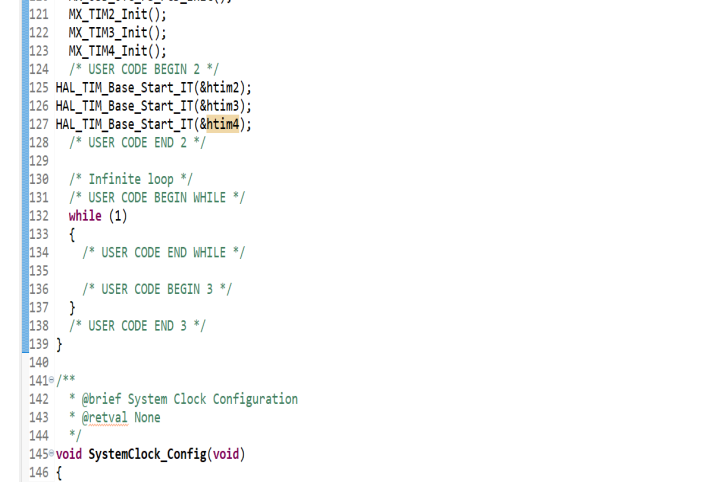 121 MX_TIM2_Init();
122 MX_TIM3_Init();
123 MX_TIM4_Init();
124 /* USER CODE BEGIN 2 */
125 HAL_TIM_Base_Start_IT(&htim2);
126 HAL_TIM_Base_Start_IT(&htim3);
127 HAL_TIM_Base_Start_IT(&htim4);
128 /* USER CODE END 2 */
129
130 /* Infinite loop */
131 /* USER CODE BEGIN WHILE */
132 while (1)
133 {
134 /* USER CODE END WHILE */
135
136 /* USER CODE BEGIN 3 */
137 }
138 /* USER CODE END 3 */
139 }
140
141 /**
142 * @brief System Clock Configuration
143 * @retval None
144 */
145 void SystemClock_Config(void)
146 {